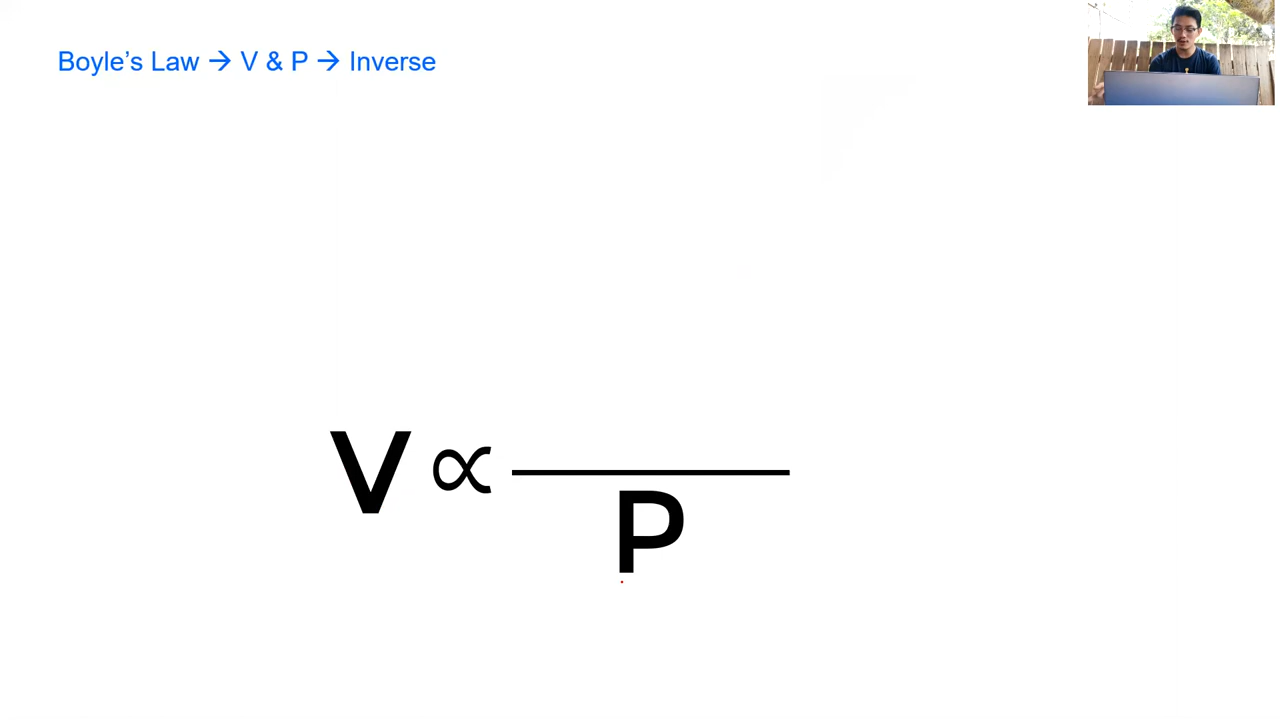 Boyle’s Law → V & P → Inverse
V ∝
P